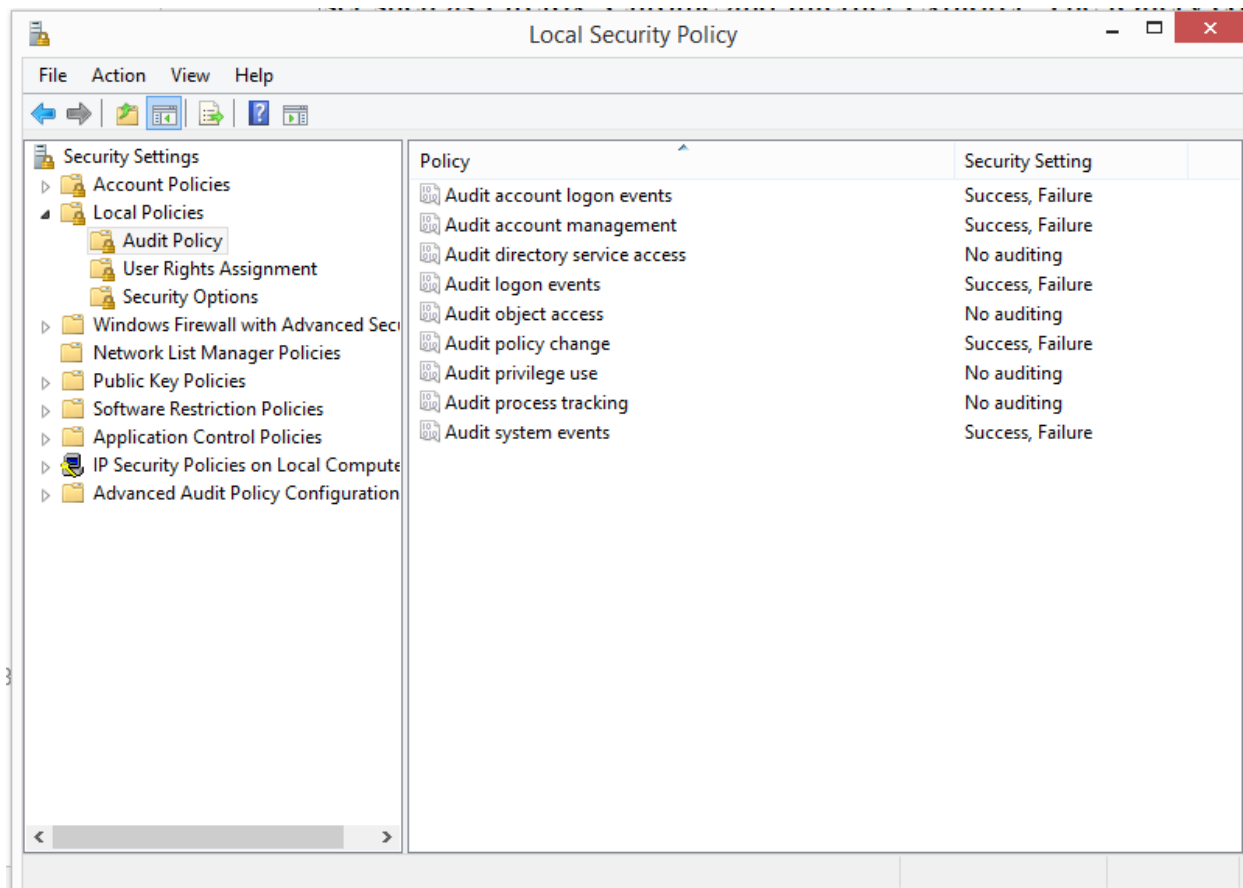 Local Security Policy
File Action View Help
Security Settings
Account Policies
Local Policies
Audit Policy
User Rights Assignment
Security Options
Windows Firewall with Advanced Secu
Network List Manager Policies
Public Key Policies
Software Restriction Policies
Application Control Policies
IP Security Policies on Local Compute
Advanced Audit Policy Configuration
Policy Security Setting
Audit account logon events Success, Failure
Audit account management Success, Failure
Audit directory service access No auditing
Audit logon events Success, Failure
Audit object access No auditing
Audit policy change Success, Failure
Audit privilege use No auditing
Audit process tracking No auditing
Audit system events Success, Failure